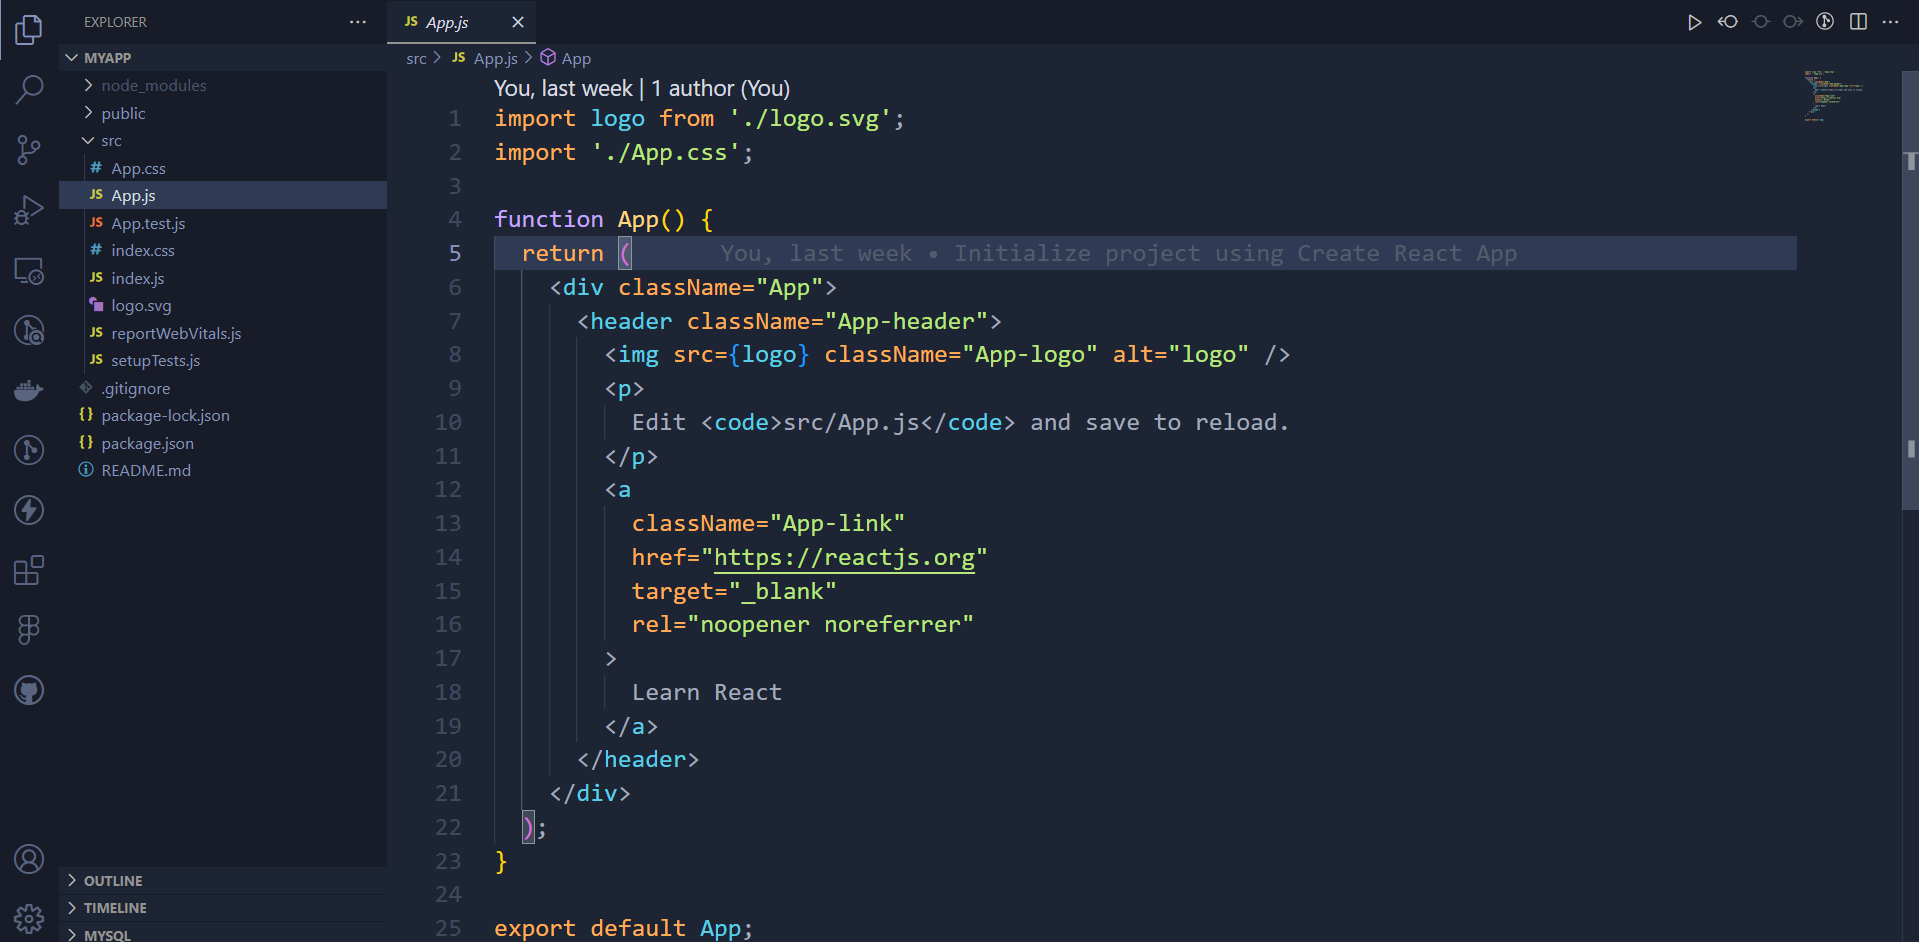 EXPLORER
MYAPP
node_modules
public
src
# App.css
JS App.js
JS App.test.js
# index.css
JS index.js
logo.svg
JS reportWebVitals.js
JS setupTests.js
.gitignore
{} package-lock.json
{} package.json
README.md
OUTLINE
TIMELINE
MYSQL
JS App.js
src > JS App.js > App
You, last week | 1 author (You)
1 import logo from './logo.svg';
2 import './App.css';
3
4 function App() {
5 return ( You, last week • Initialize project using Create React App
6 <div className="App">
7 <header className="App-header">
8 <img src={logo} className="App-logo" alt="logo" />
9 <p>
10 Edit <code>src/App.js</code> and save to reload.
11 </p>
12 <a
13 className="App-link"
14 href="https://reactjs.org"
15 target="_blank"
16 rel="noopener noreferrer"
17 >
18 Learn React
19 </a>
20 </header>
21 </div>
22 );
23 }
24
25 export default App;